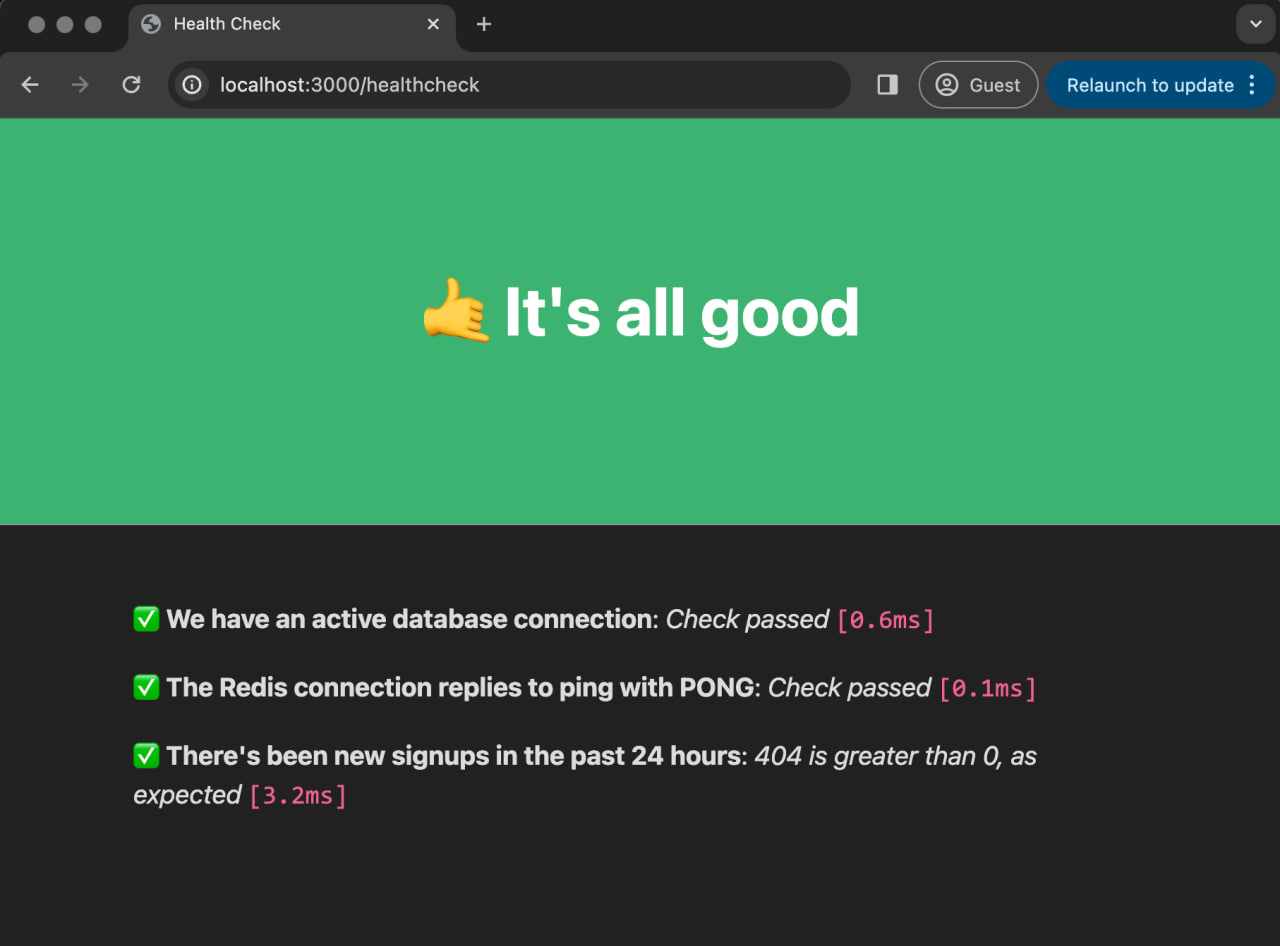 Health Check
localhost:3000/healthcheck
Guest
Relaunch to update
🤙 It's all good
✅ We have an active database connection: Check passed [0.6ms]
✅ The Redis connection replies to ping with PONG: Check passed [0.1ms]
✅ There's been new signups in the past 24 hours: 404 is greater than 0, as
expected [3.2ms]